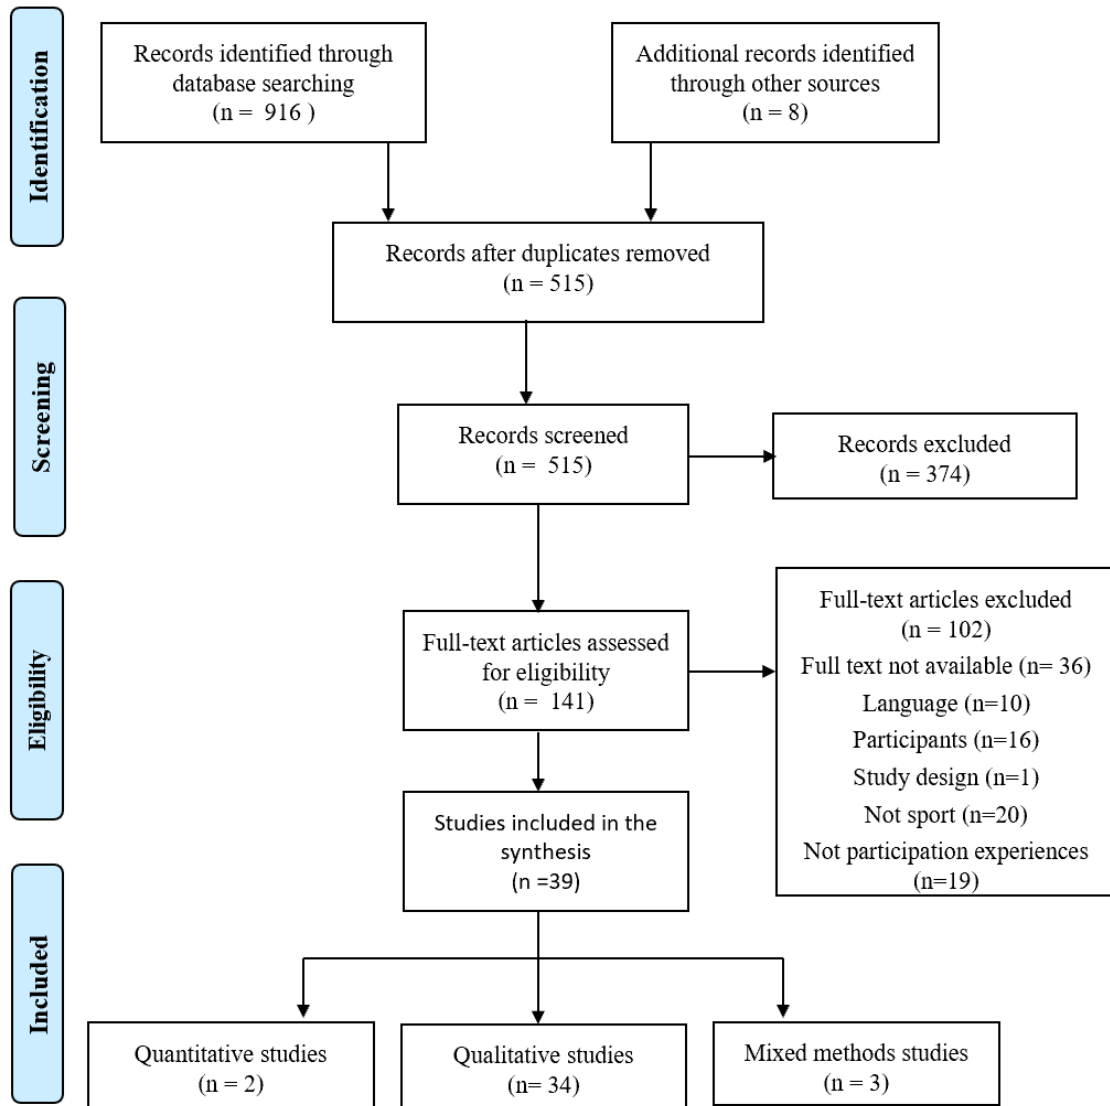 Identification
Records identified through
database searching
(n = 916 )
Additional records identified
through other sources
(n = 8)
Records after duplicates removed
(n = 515)
Screening
Records screened
(n = 515)
Records excluded
(n = 374)
Eligibility
Full-text articles assessed
for eligibility
(n = 141)
Full-text articles excluded
(n = 102)
Full text not available (n= 36)
Language (n=10)
Participants (n=16)
Study design (n=1)
Not sport (n=20)
Not participation experiences
(n=19)
Studies included in the
synthesis
(n =39)
Included
Quantitative studies
(n = 2)
Qualitative studies
(n= 34)
Mixed methods studies
(n = 3)